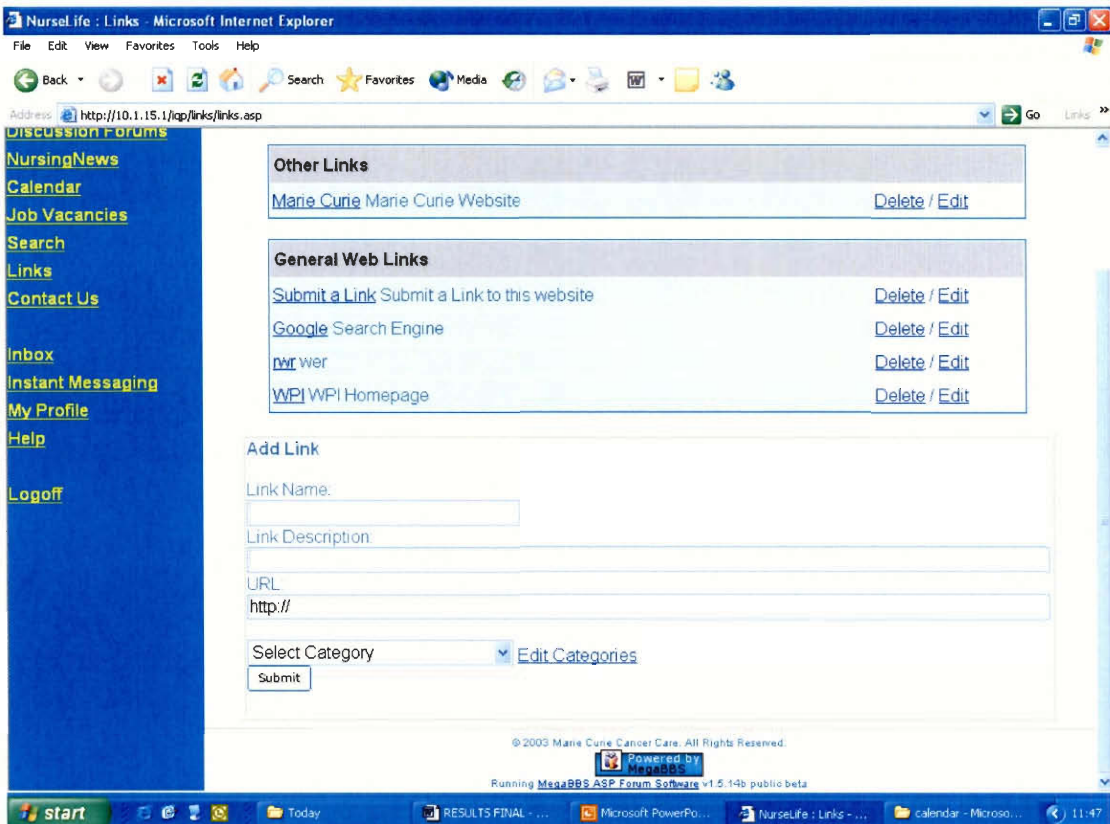 NurseLife : Links - Microsoft Internet Explorer
File Edit View Favorites Tools Help
Back Search Favorites Media
Address http://10.1.15.1/iqp/links/links.asp Go Links »
Discussion Forums
NursingNews
Calendar
Job Vacancies
Search
Links
Contact Us
Inbox
Instant Messaging
My Profile
Help
Logoff
Other Links
Marie Curie Marie Curie Website Delete / Edit
General Web Links
Submit a Link Submit a Link to this website Delete / Edit
Google Search Engine Delete / Edit
rwr wer Delete / Edit
WPI WPI Homepage Delete / Edit
Add Link
Link Name:
Link Description:
URL:
http://
Select Category Edit Categories
Submit
© 2003 Marie Curie Cancer Care. All Rights Reserved.
Powered by
MegaBBS
Running MegaBBS ASP Forum Software v1.5.14b public beta
start Today RESULTS FINAL - ... Microsoft PowerPo... NurseLife : Links - ... calendar - Microso... 11:47